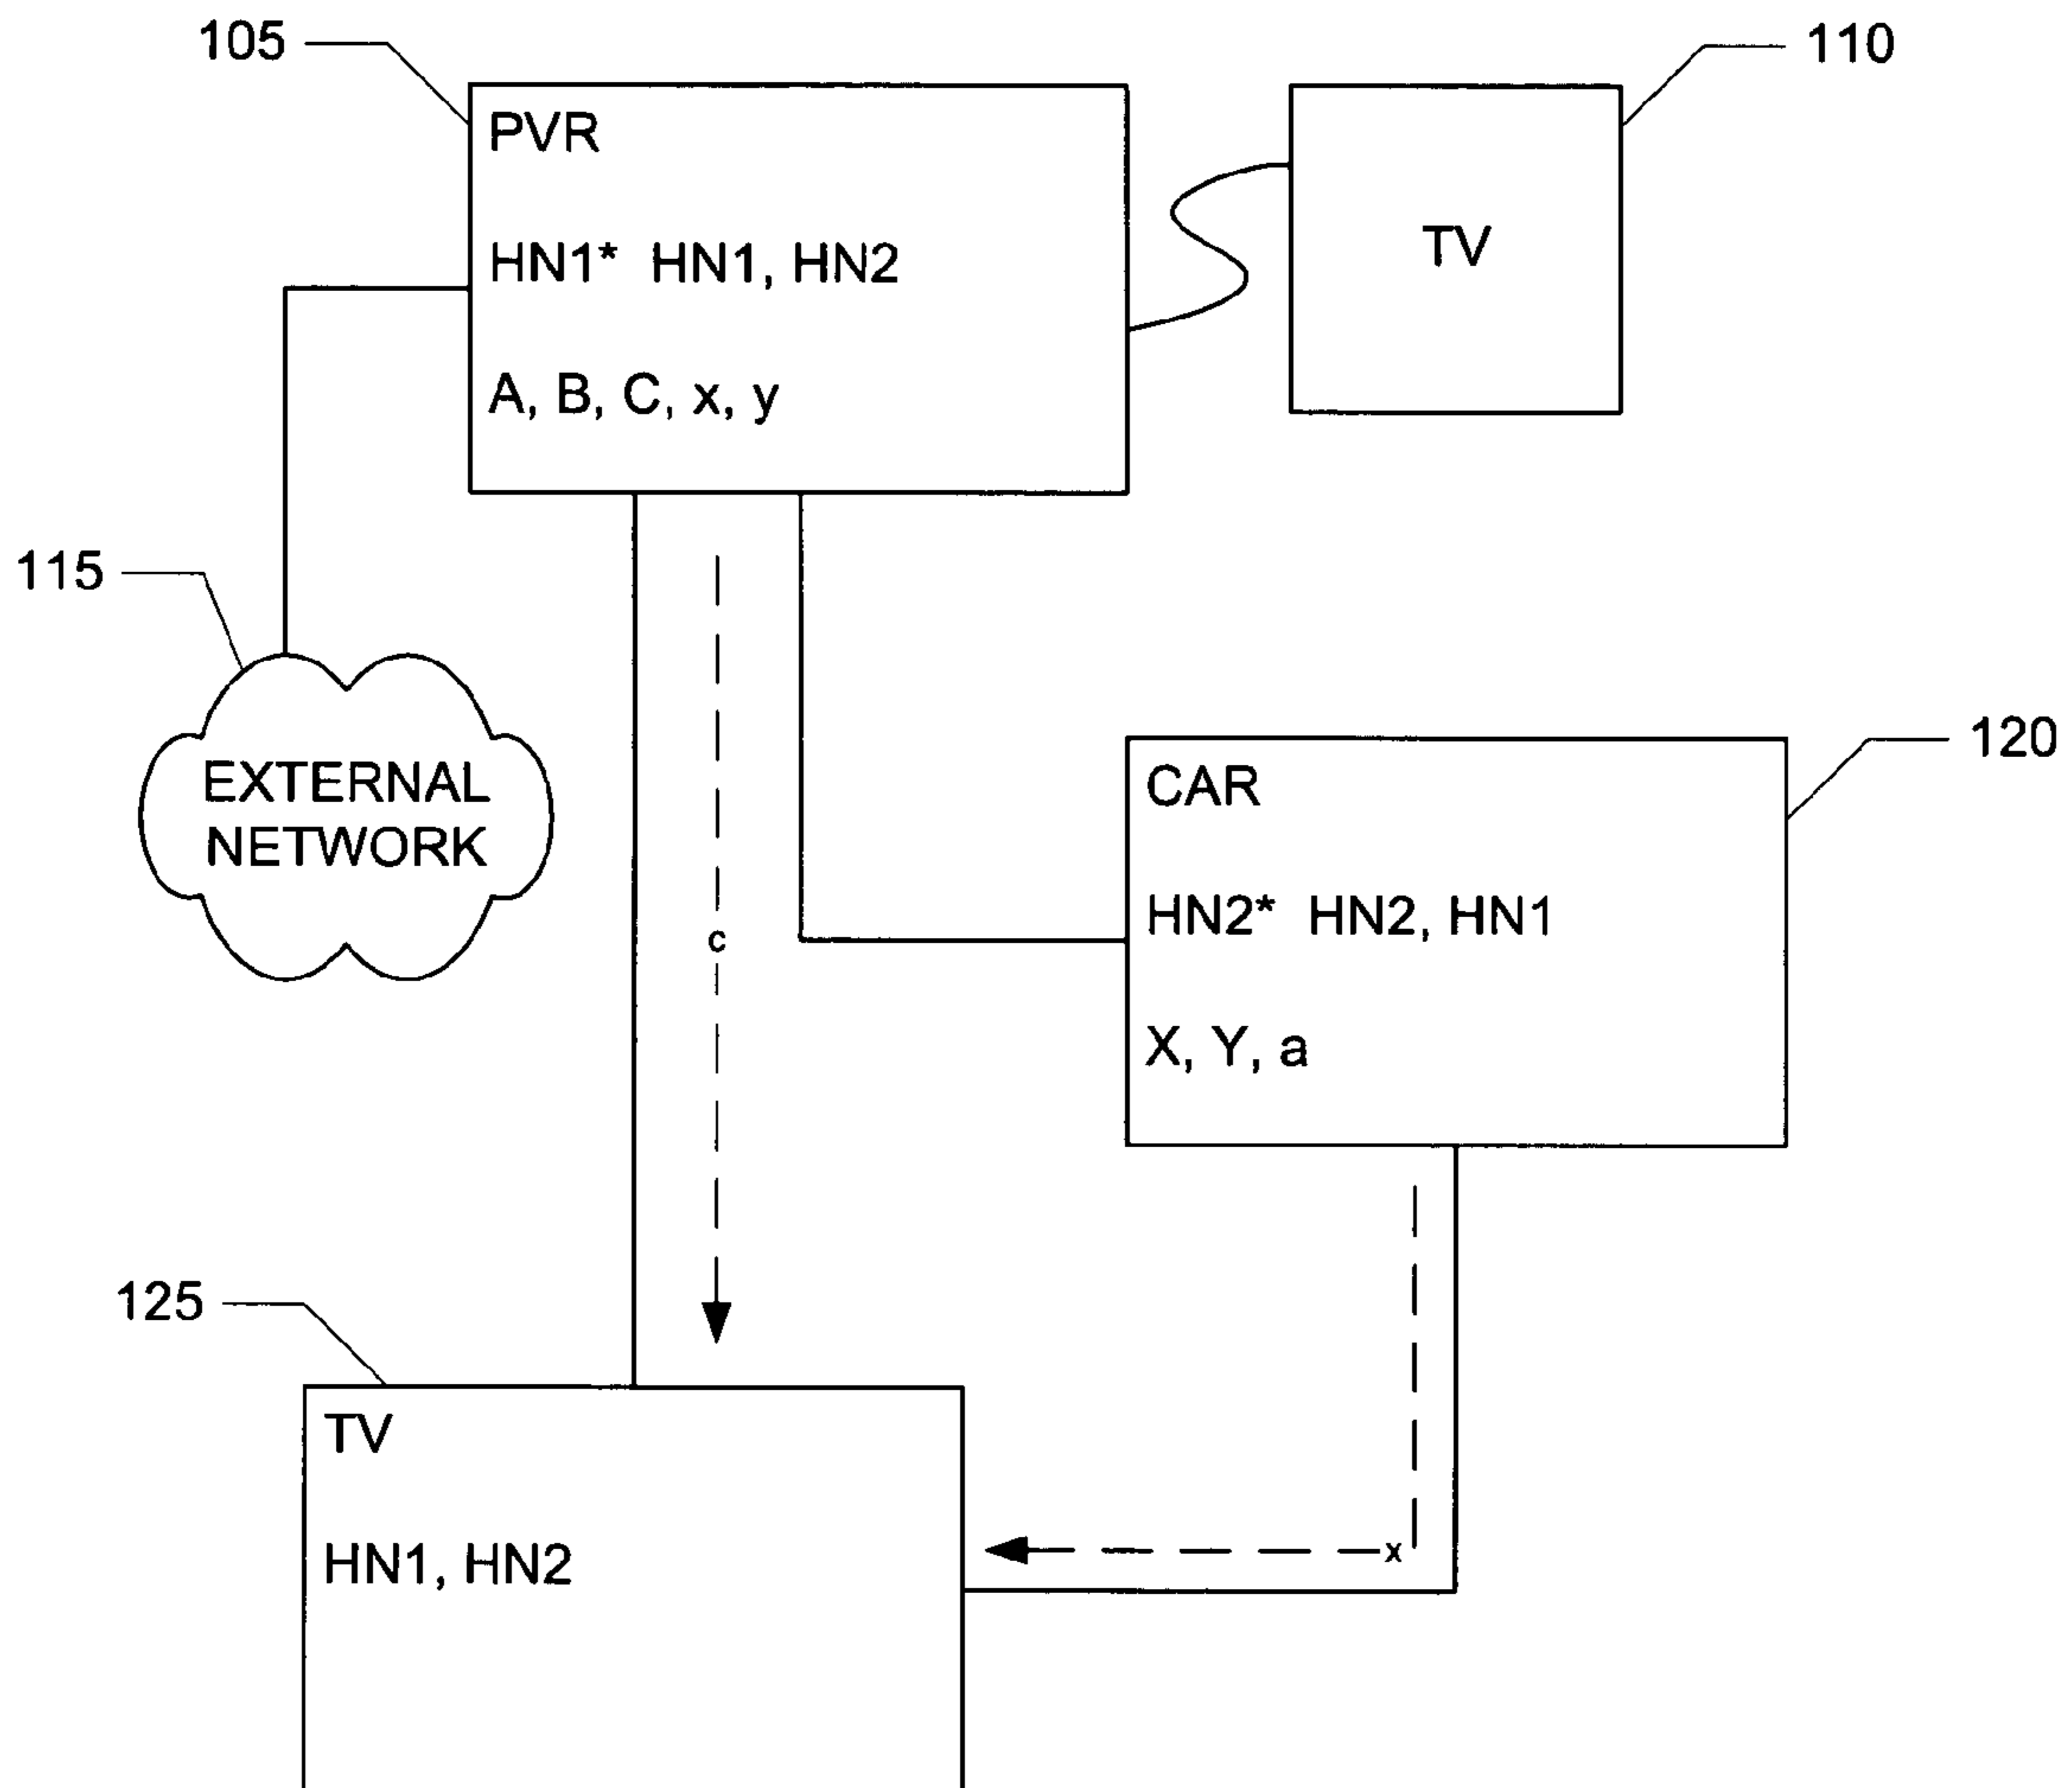 105
110
PVR
HN1* HN1, HN2
A, B, C, x, y
TV
115
EXTERNAL
NETWORK
c
120
CAR
HN2* HN2, HN1
X, Y, a
125
TV
HN1, HN2
x